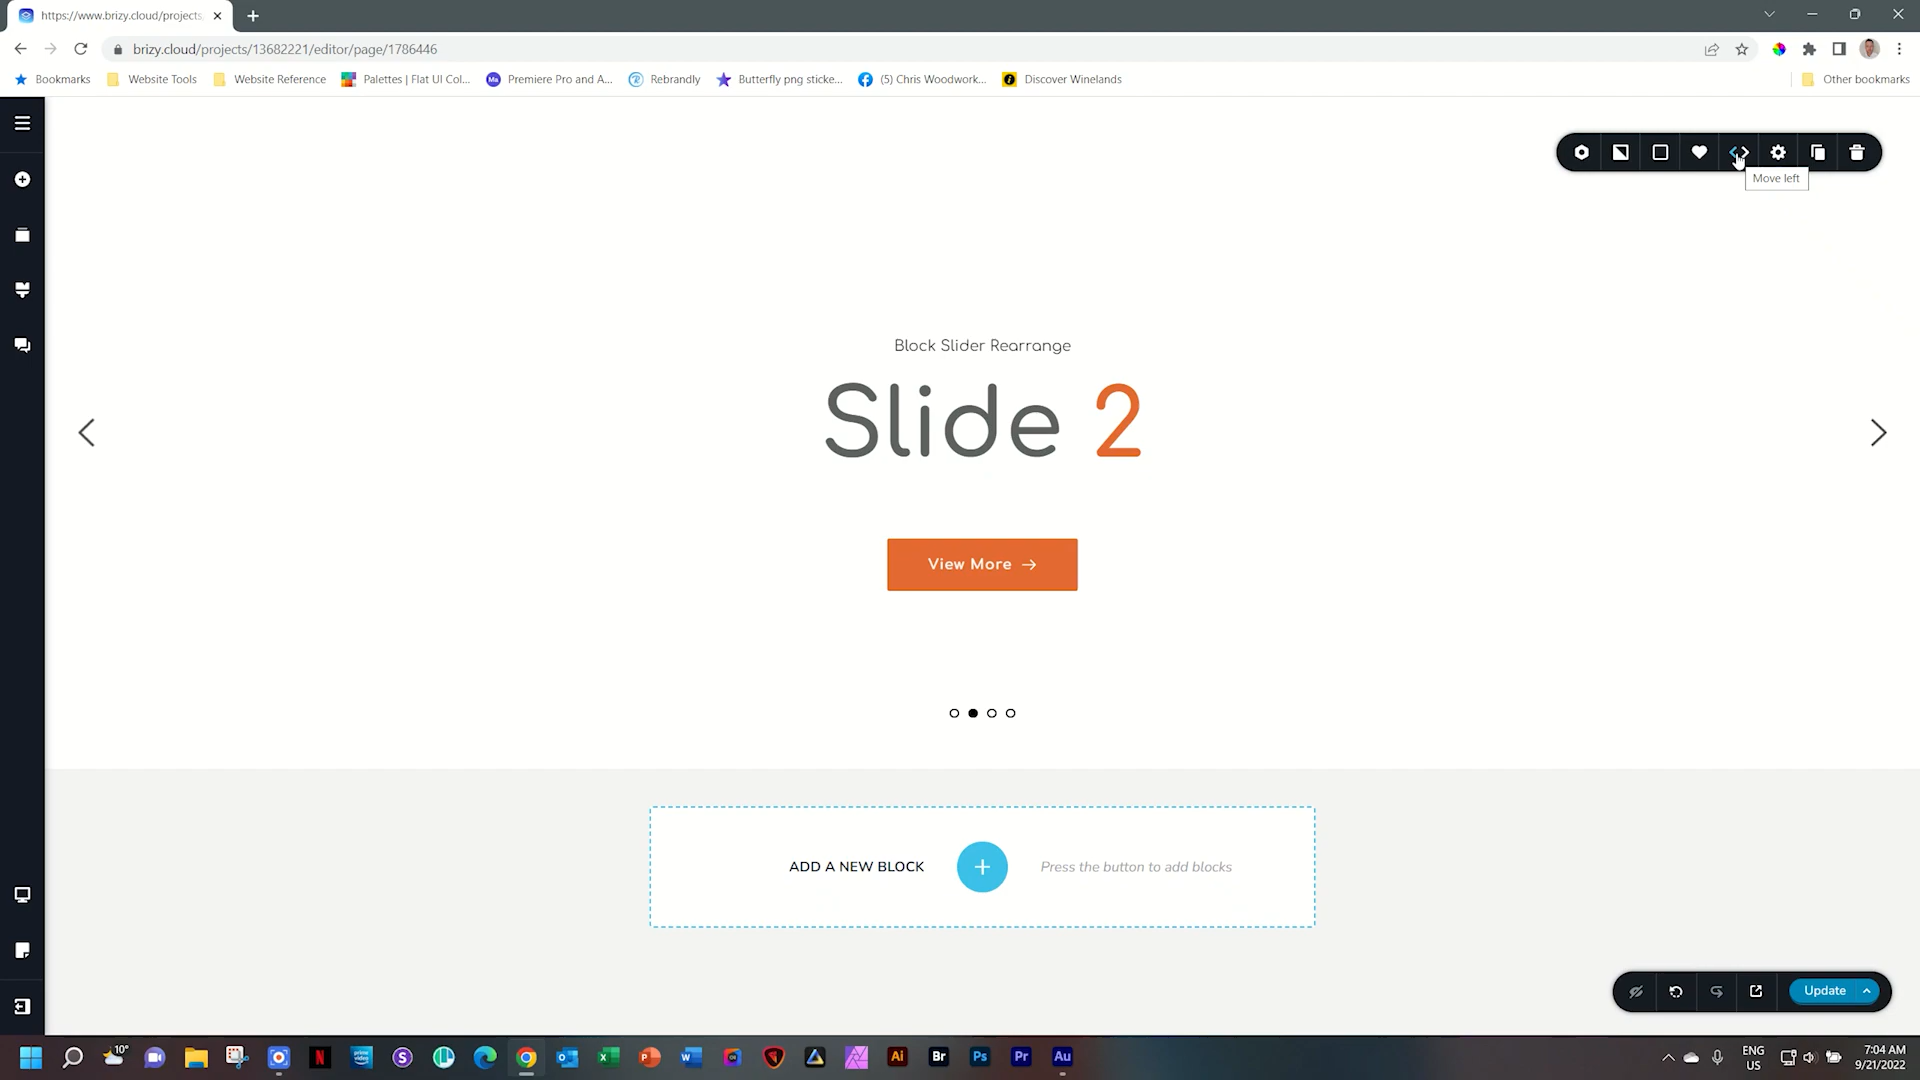 https://www.brizy.cloud/projects,
brizy.cloud/projects/13682221/editor/page/1786446
Bookmarks
Website Tools
Website Reference
Palettes | Flat UI Col...
Ma
Premiere Pro and A...
Rebrandly
Butterfly png sticke...
(5) Chris Woodwork...
Discover Winelands
Other bookmarks
Move left
Block Slider Rearrange
Slide 2
View More
ADD A NEW BLOCK
Press the button to add blocks
Update
10°
N
prime video
S
X
P
W
Ai
Br
Ps
Pr
Au
ENG
US
7:04 AM
9/21/2022